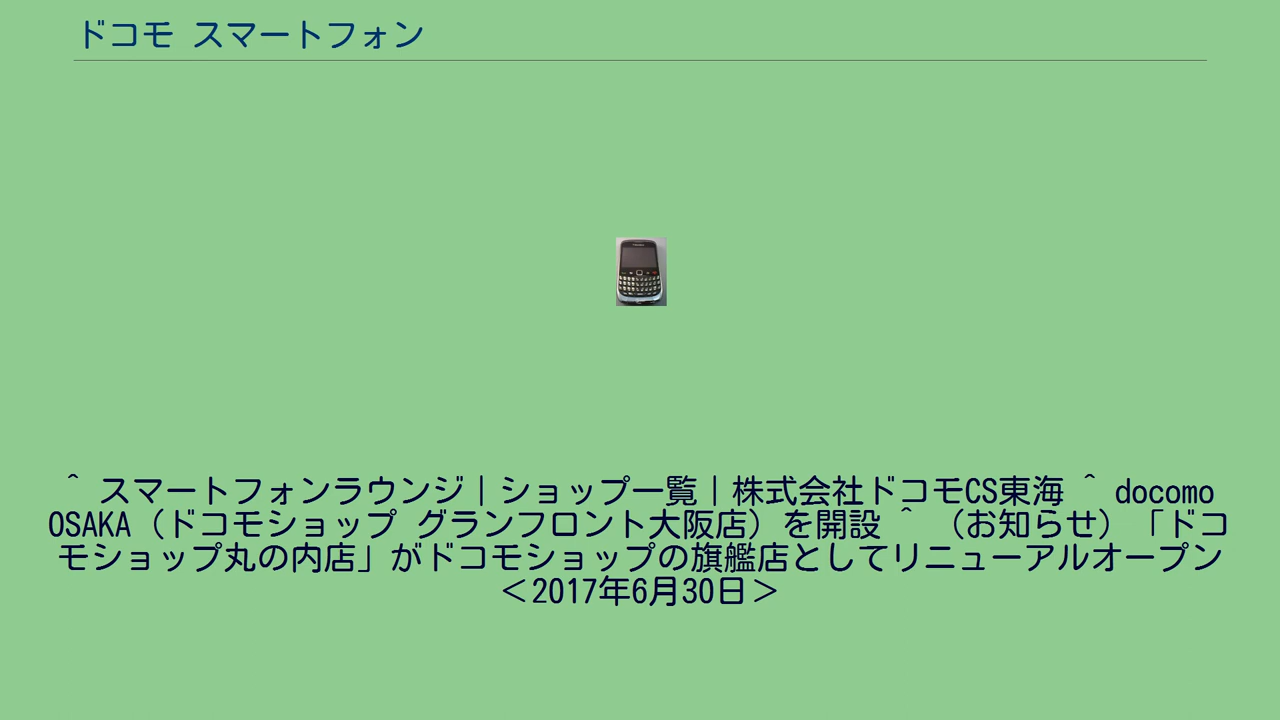 ドコモ スマートフォン
^ スマートフォンラウンジ｜ショップ一覧｜株式会社ドコモCS東海 ^ docomo
OSAKA（ドコモショップ グランフロント大阪店）を開設 ^ （お知らせ）「ドコ
モショップ丸の内店」がドコモショップの旗艦店としてリニューアルオープン
＜2017年6月30日＞